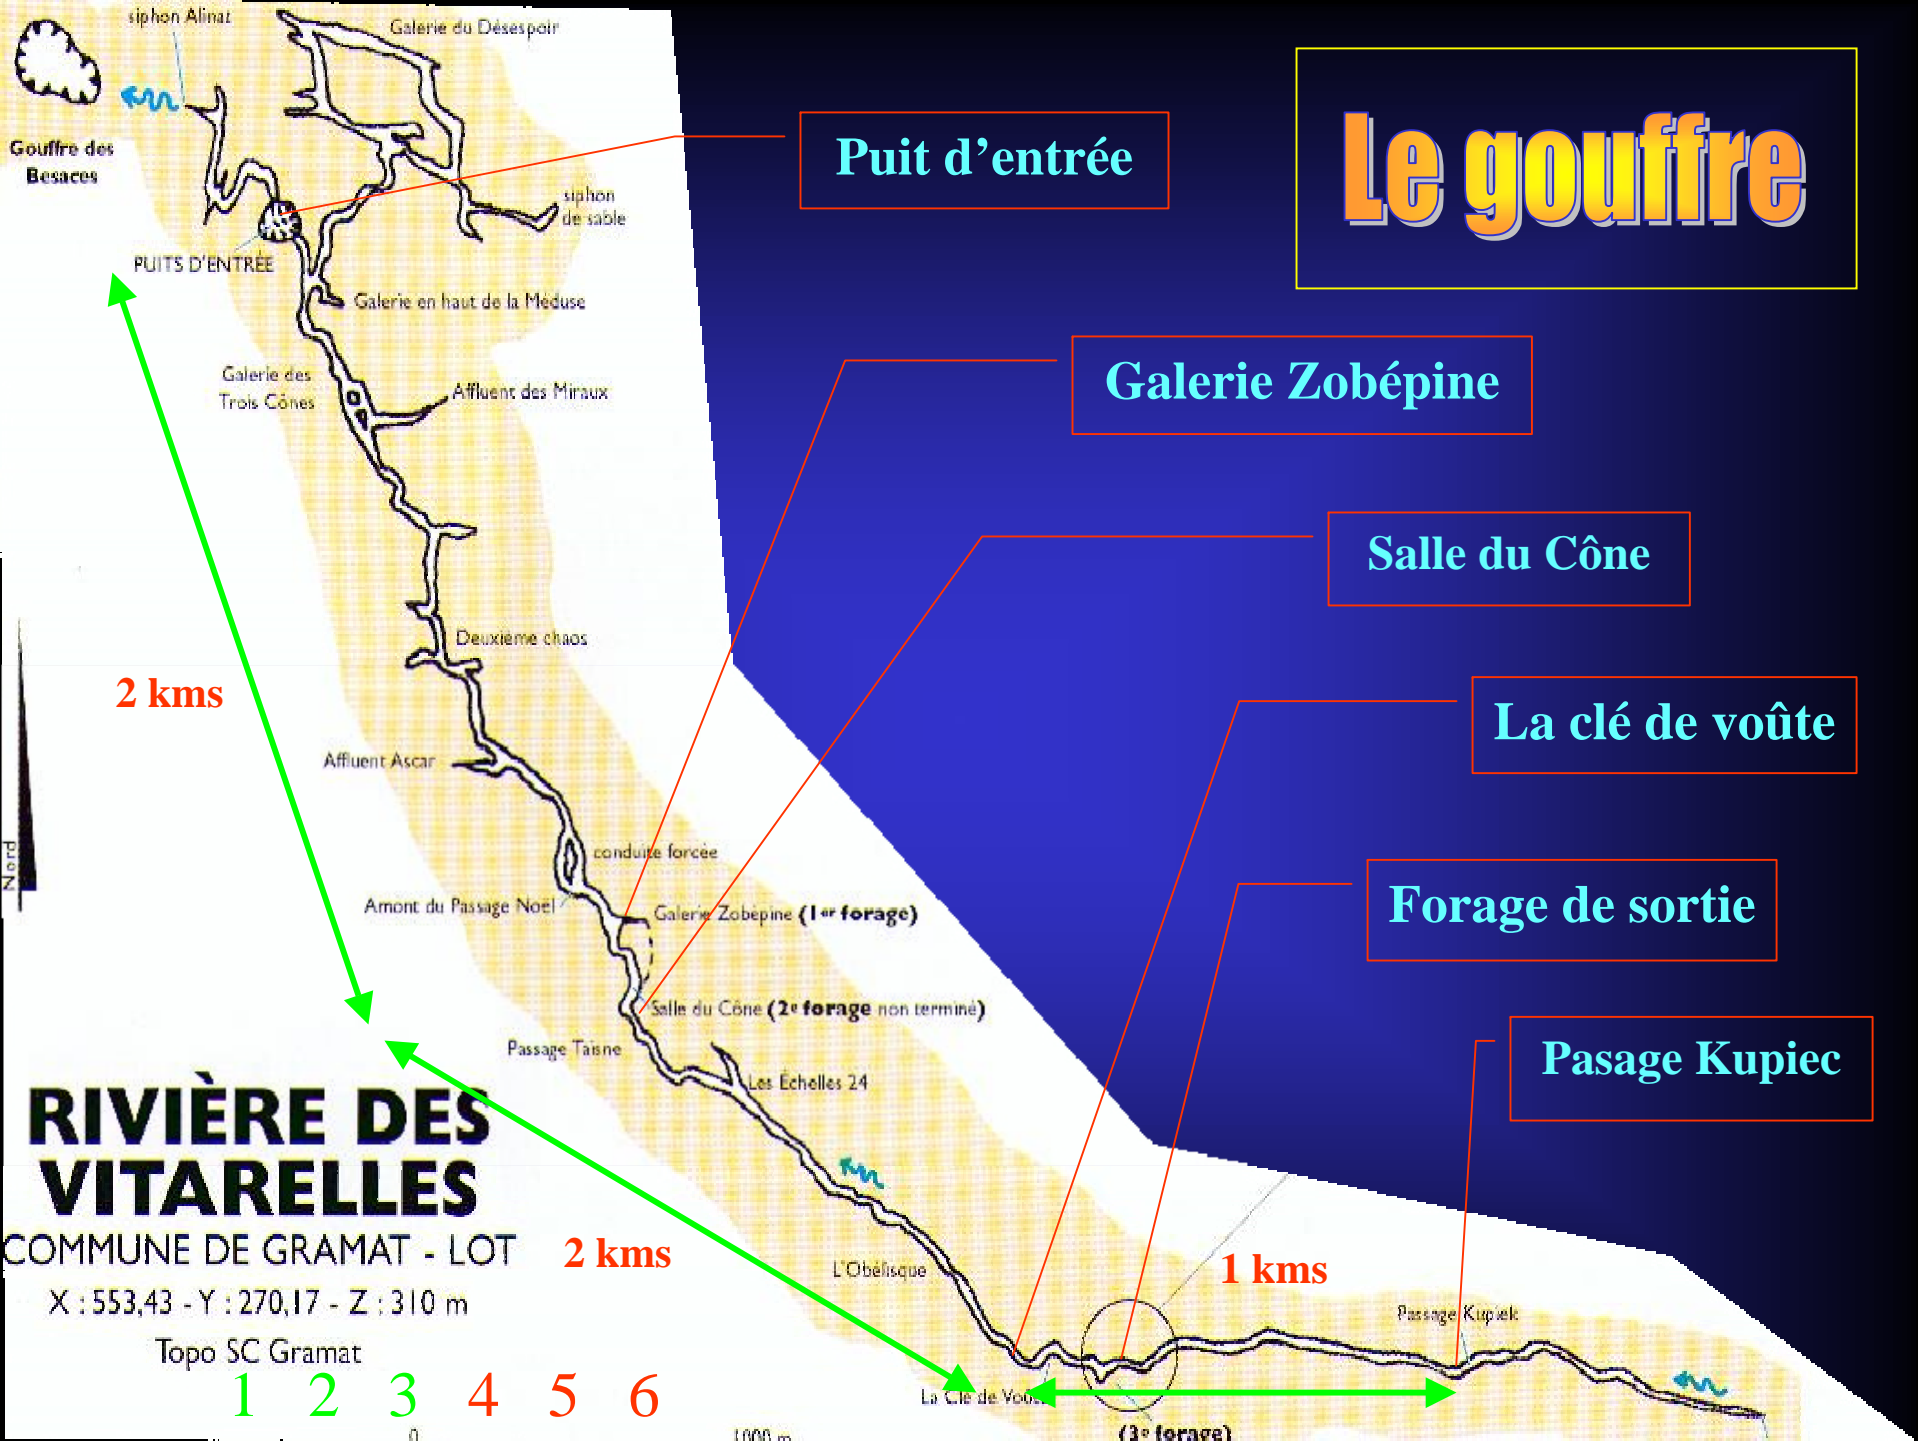 siphon Alinat
Galerie du Désespoir
Gouffre des
Besaces
siphon
de sable
PUITS D'ENTRÉE
Galerie en haut de la Méduse
Galerie des
Trois Cônes
Affluent des Miraux
Deuxième chaos
2 kms
Affluent Ascar
conduite forcée
Nord
Amont du Passage Noël
Galerie Zobépine (1er forage)
Salle du Cône (2e forage non terminé)
Passage Taisne
Les Échelles 24
RIVIÈRE DES
VITARELLES
COMMUNE DE GRAMAT - LOT
X : 553,43 - Y : 270,17 - Z : 310 m
Topo SC Gramat
1 2 3 4 5 6
0 1000 m
2 kms
L'Obélisque
1 kms
Passage Kupiek
La Clé de
(3e forage)
Le gouffre
Puit d’entrée
Galerie Zobépine
Salle du Cône
La clé de voûte
Forage de sortie
Pasage Kupiec